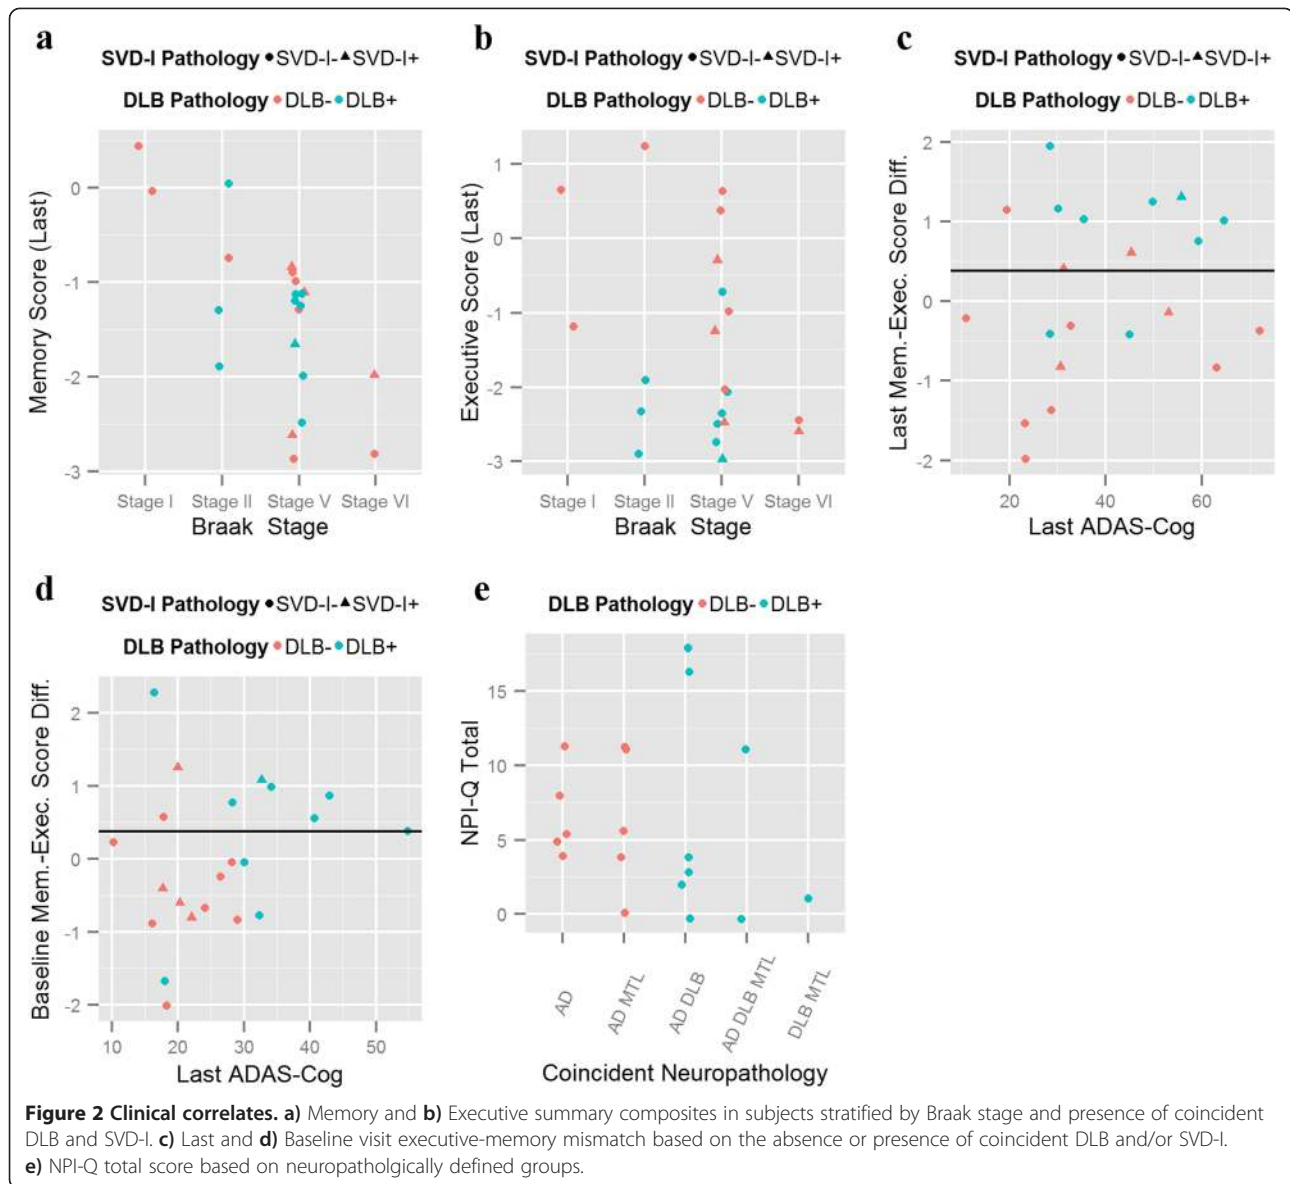 a
SVD-I Pathology ●SVD-I-▲SVD-I+
DLB Pathology ●DLB-●DLB+
Memory Score (Last)
0
-1
-2
-3
Stage I Stage II Stage V Stage VI
Braak Stage
b
SVD-I Pathology ●SVD-I-▲SVD-I+
DLB Pathology ●DLB-●DLB+
Executive Score (Last)
1
0
-1
-2
-3
Stage I Stage II Stage V Stage VI
Braak Stage
c
SVD-I Pathology ●SVD-I-▲SVD-I+
DLB Pathology ●DLB-●DLB+
Last Mem.-Exec. Score Diff.
2
1
0
-1
-2
20 40 60
Last ADAS-Cog
d
SVD-I Pathology ●SVD-I-▲SVD-I+
DLB Pathology ●DLB-●DLB+
Baseline Mem.-Exec. Score Diff.
2
1
0
-1
-2
10 20 30 40 50
Last ADAS-Cog
e
DLB Pathology ●DLB-●DLB+
NPI-Q Total
15
10
5
0
AD AD MTL AD DLB AD DLB MTL DLB MTL
Coincident Neuropathology
Figure 2 Clinical correlates. a) Memory and b) Executive summary composites in subjects stratified by Braak stage and presence of coincident
DLB and SVD-I. c) Last and d) Baseline visit executive-memory mismatch based on the absence or presence of coincident DLB and/or SVD-I.
e) NPI-Q total score based on neuropatholgically defined groups.